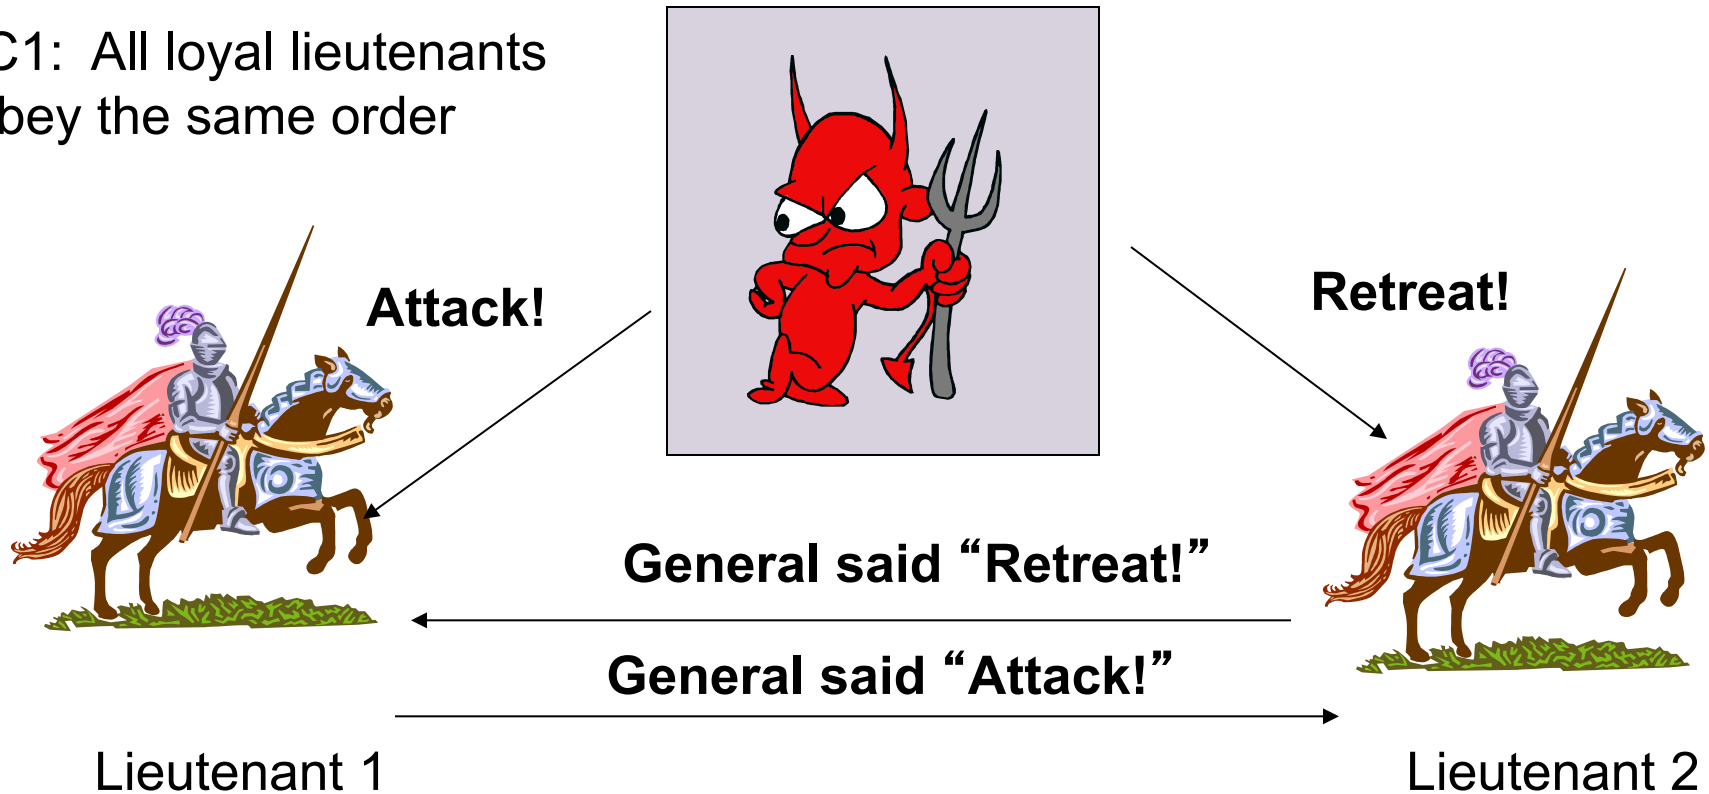 C1: All loyal lieutenants
bey the same order
Attack!
Retreat!
General said “Retreat!”
General said “Attack!”
Lieutenant 1
Lieutenant 2